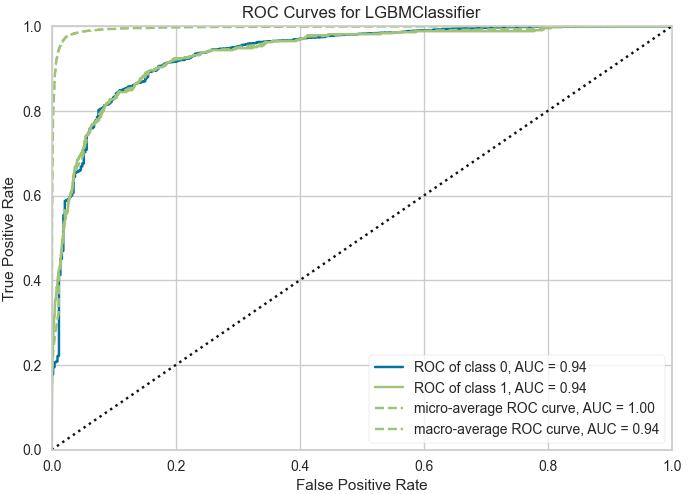 ROC Curves for LGBMClassifier
1.0
0.8
0.6
0.4
0.2
0.0
True Positive Rate
0.0 0.2 0.4 0.6 0.8 1.0
False Positive Rate
ROC of class 0, AUC = 0.94
ROC of class 1, AUC = 0.94
micro-average ROC curve, AUC = 1.00
macro-average ROC curve, AUC = 0.94